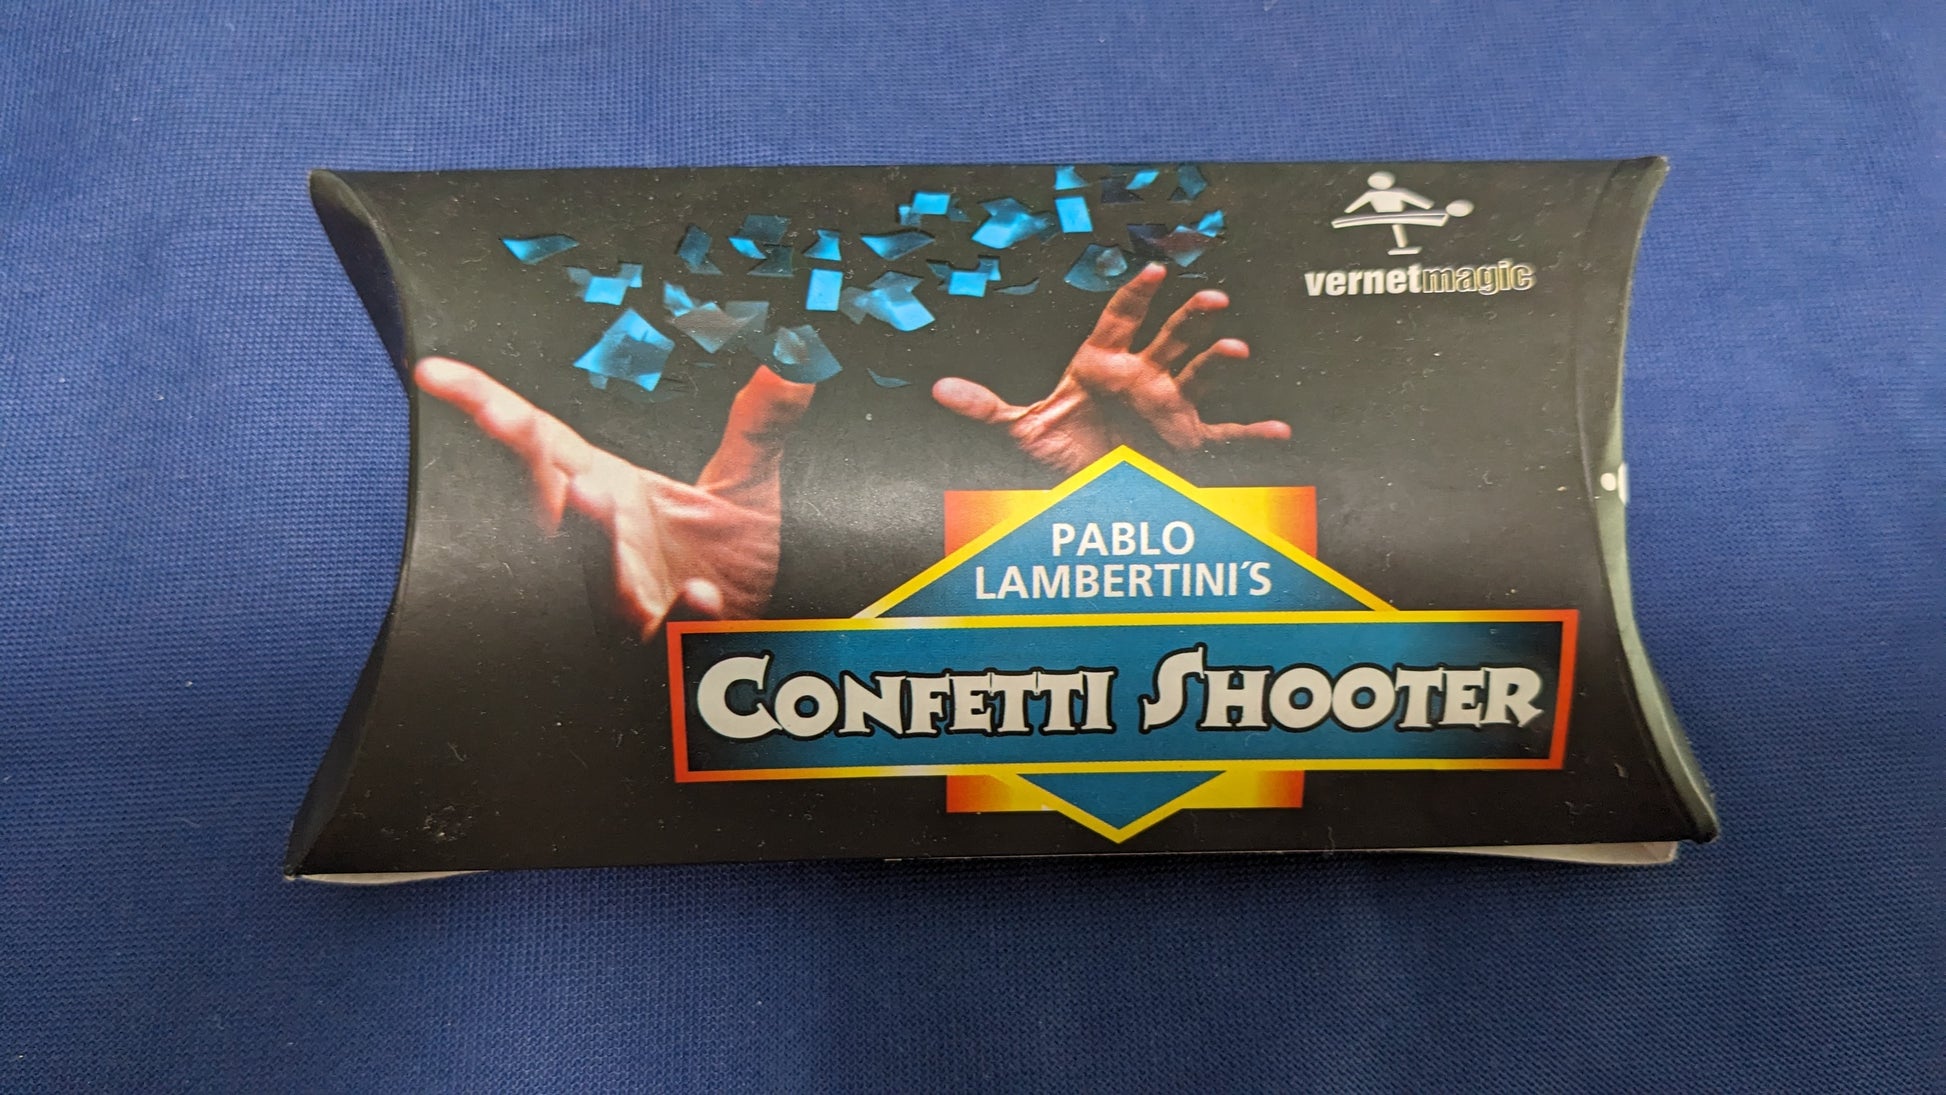 vernetmagic
PABLO
LAMBERTINI´S
CONFETTI SHOOTER